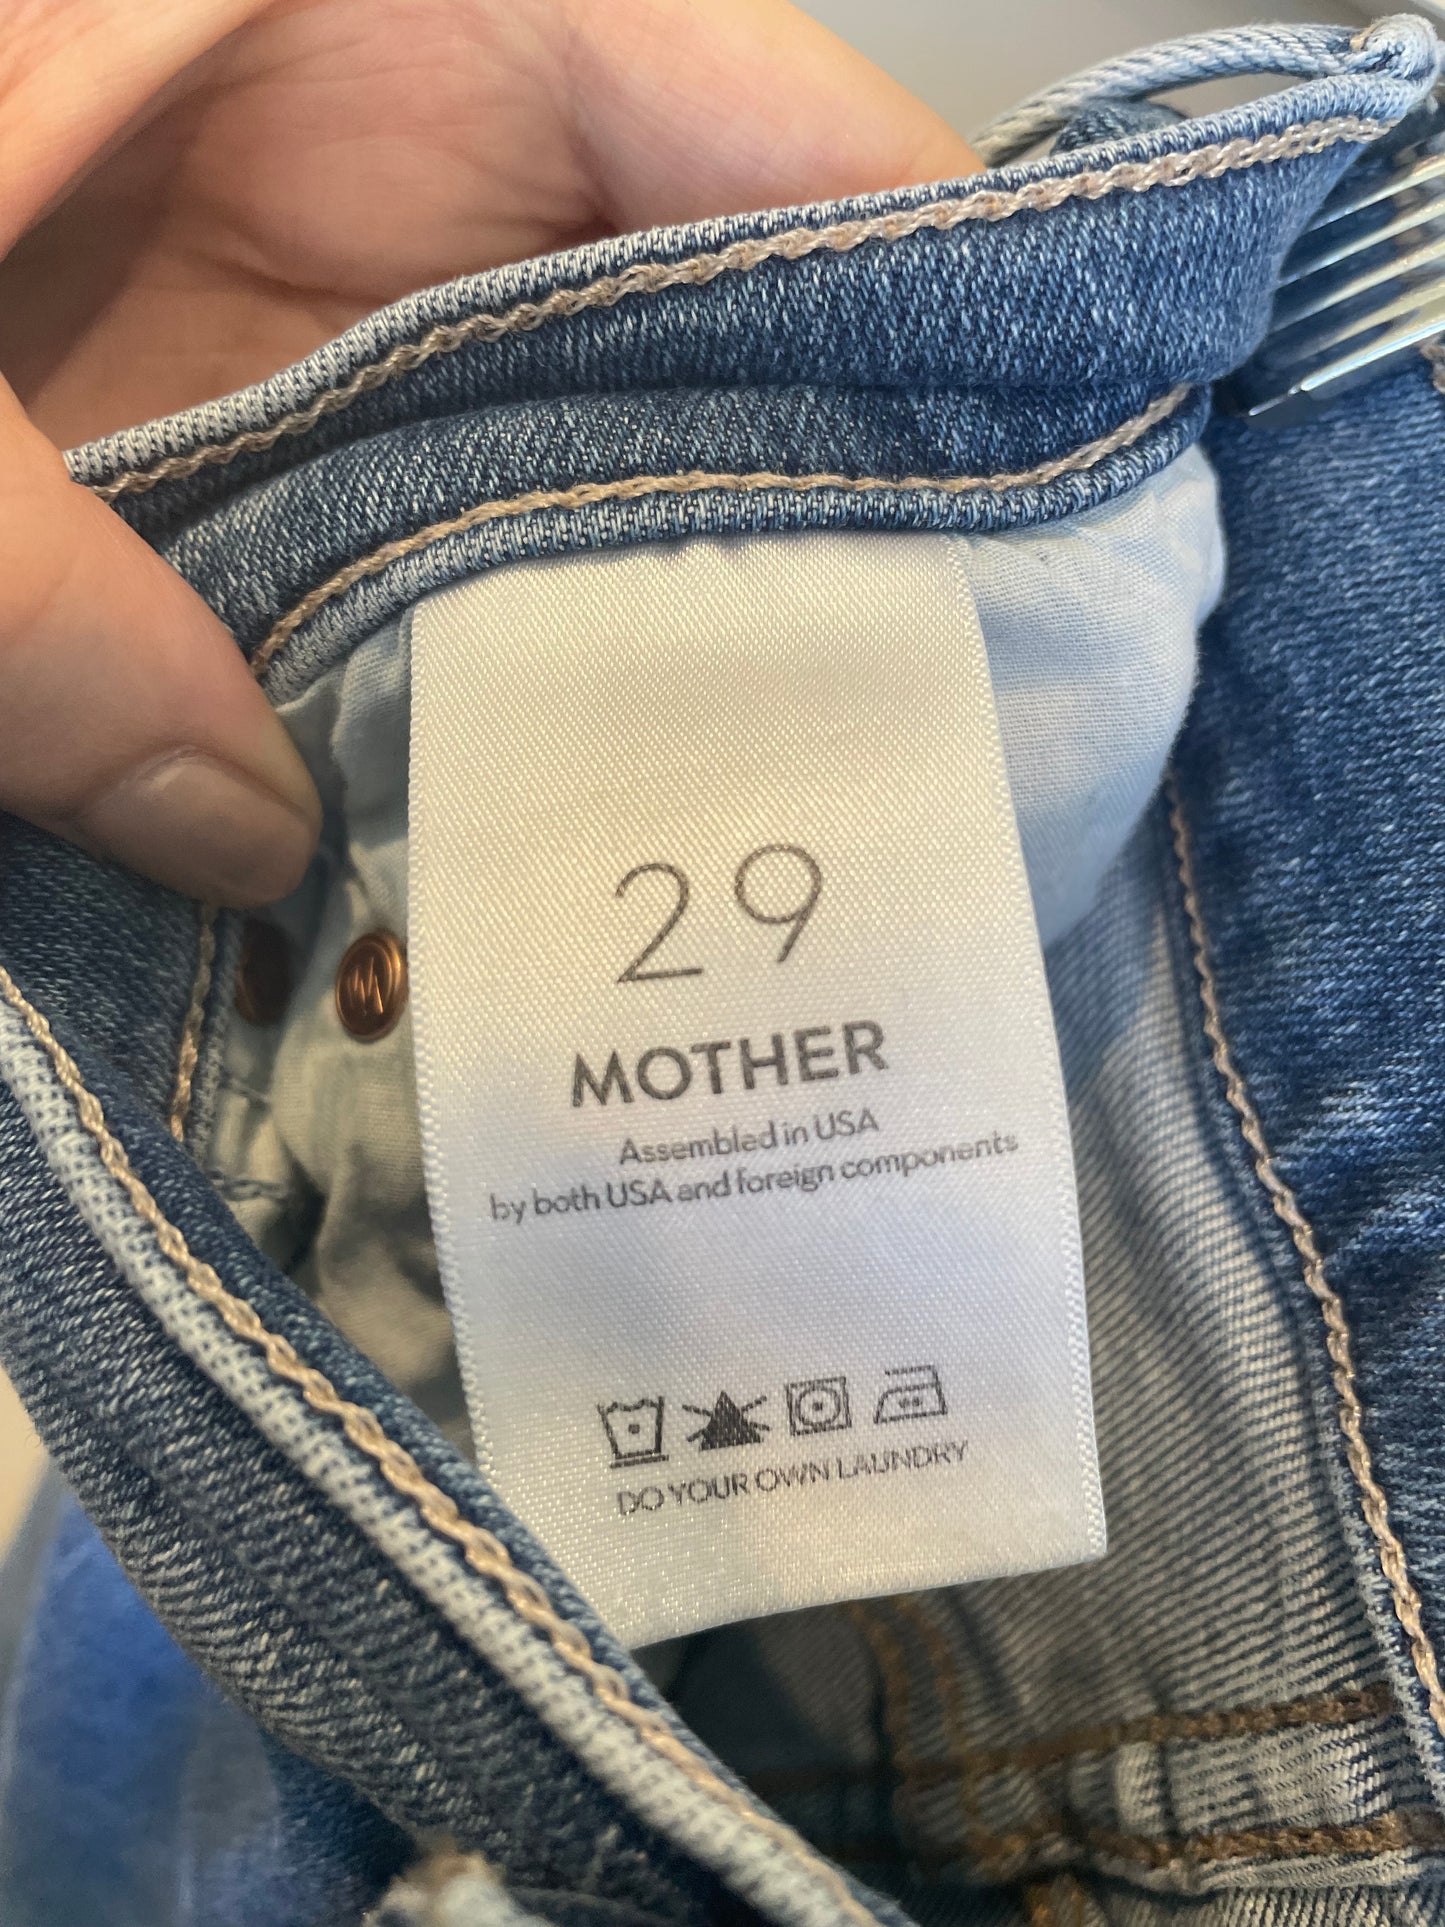 29
MOTHER
Assembled in USA
by both USA and foreign components
DO YOUR OWN LAUNDRY